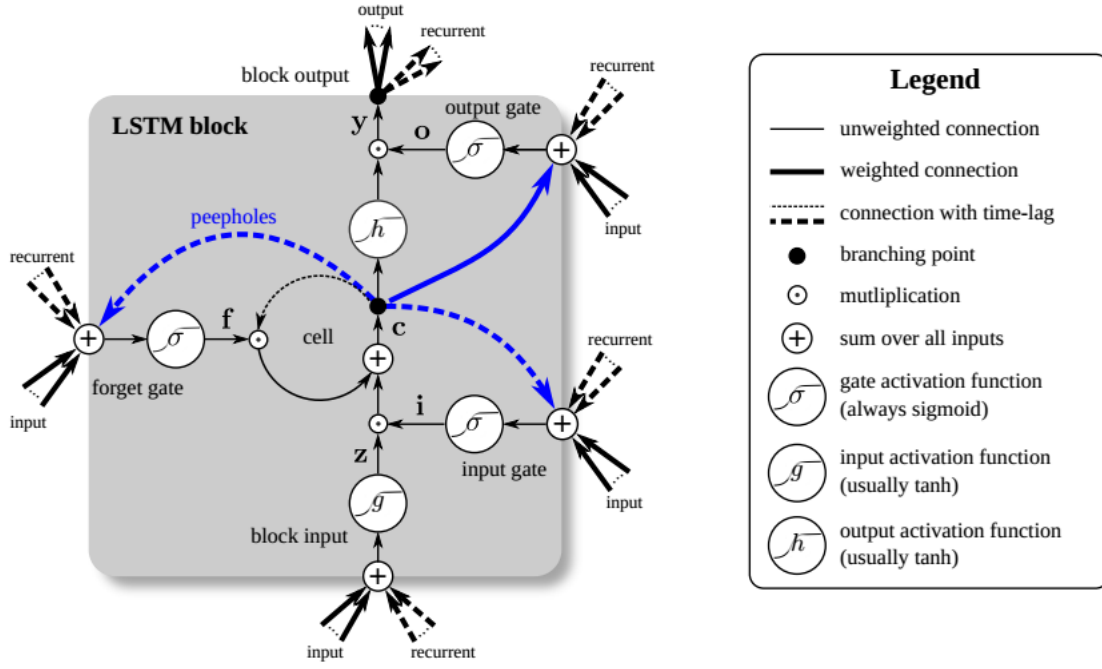 output
recurrent
block output
LSTM block
y
o
output gate
σ
+
recurrent
input
h
peepholes
recurrent
+
σ
f
cell
c
+
forget gate
input
i
σ
+
recurrent
input gate
input
z
g
block input
+
input
recurrent
Legend
unweighted connection
weighted connection
connection with time-lag
branching point
mutliplication
+
sum over all inputs
σ
gate activation function
(always sigmoid)
g
input activation function
(usually tanh)
h
output activation function
(usually tanh)